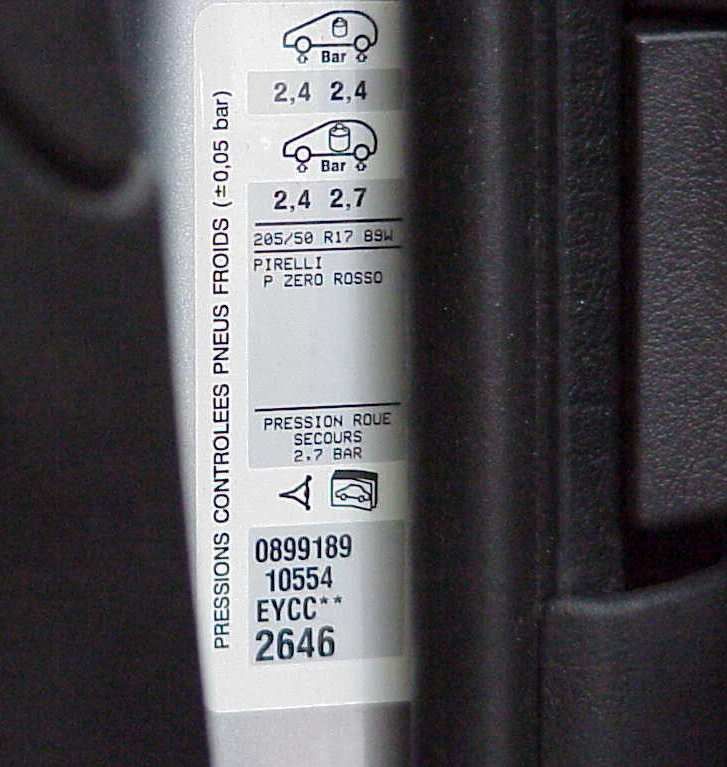 PRESSIONS CONTROLEES PNEUS FROIDS (±0,05 bar)
Bar
2,4 2,4
Bar
2,4 2,7
205/50 R17 89W
PIRELLI
P ZERO ROSSO
PRESSION ROUE
SECOURS
2.7 BAR
0899189
10554
EYCC**
2646